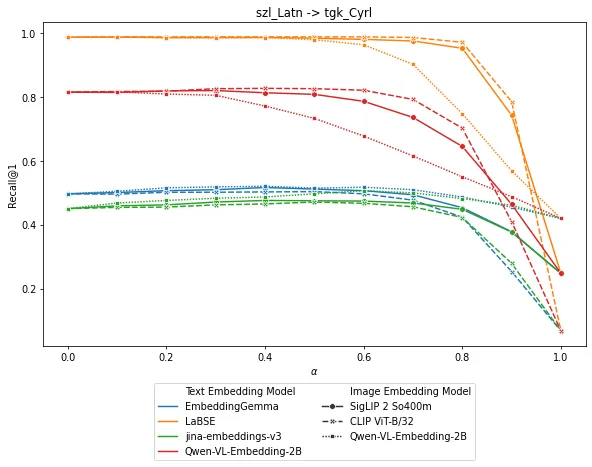 szl_Latn -> tgk_Cyrl
Recall@1
1.0
0.8
0.6
0.4
0.2
0.0 0.2 0.4 0.6 0.8 1.0
α
Text Embedding Model
EmbeddingGemma
LaBSE
jina-embeddings-v3
Qwen-VL-Embedding-2B
Image Embedding Model
SigLIP 2 So400m
CLIP ViT-B/32
Qwen-VL-Embedding-2B